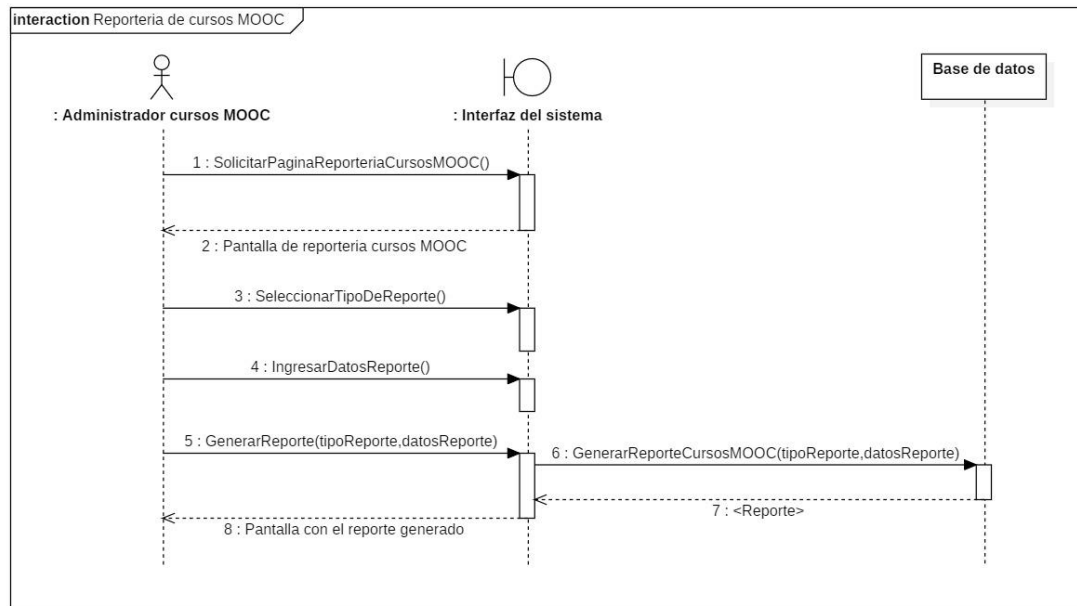 interaction Reporteria de cursos MOOC
Base de datos
: Administrador cursos MOOC
: Interfaz del sistema
1 : SolicitarPaginaReporteriaCursosMOOC()
2 : Pantalla de reporteria cursos MOOC
3 : SeleccionarTipoDeReporte()
4 : IngresarDatosReporte()
5 : GenerarReporte(tipoReporte,datosReporte)
6 : GenerarReporteCursosMOOC(tipoReporte,datosReporte)
7 : <Reporte>
8 : Pantalla con el reporte generado